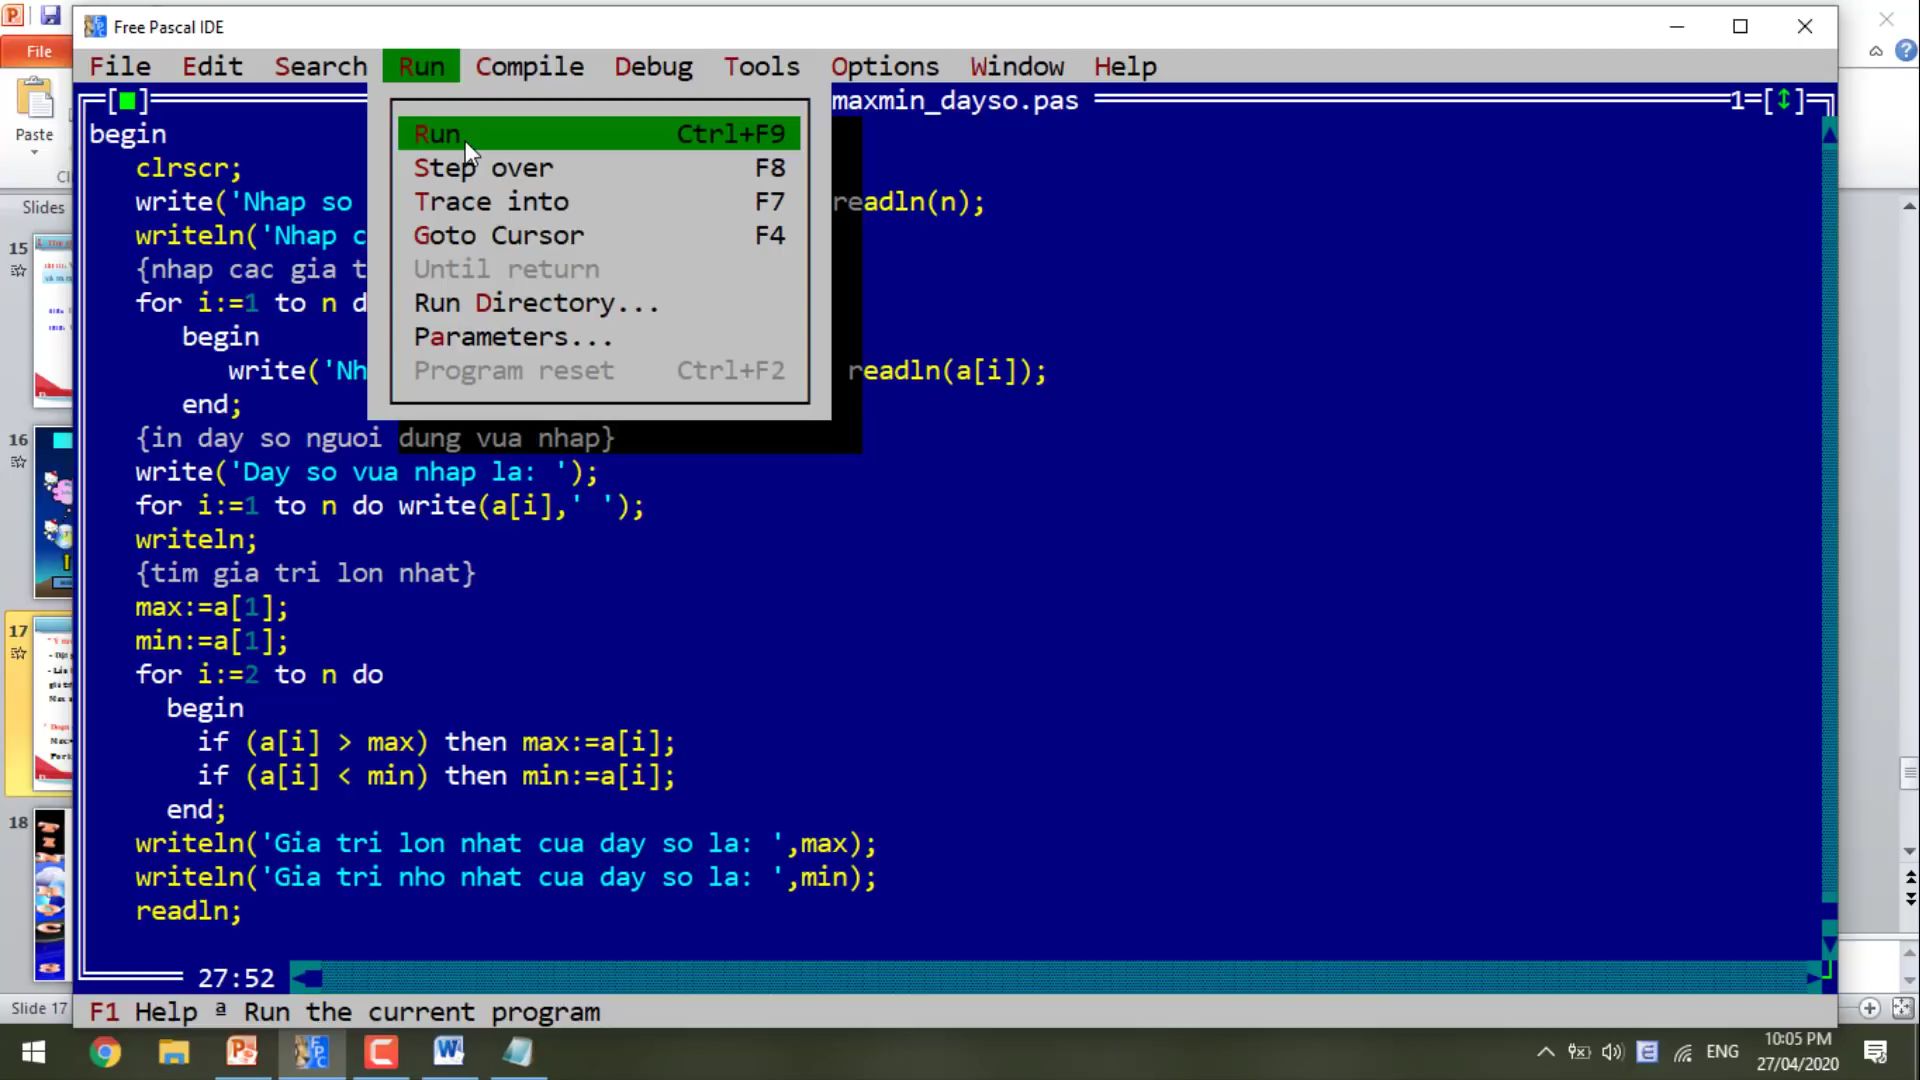 Free Pascal IDE
File
File Edit Search Run Compile Debug Tools Options Window Help
Paste
maxmin_dayso.pas 1=[↕]
begin
Run Ctrl+F9
clrscr;
Step over F8
write('Nhap so readln(n);
Trace into F7
Slides
writeln('Nhap c
Goto Cursor F4
{nhap cac gia t
Until return
for i:=1 to n d
Run Directory...
begin
Parameters...
write('Nh readln(a[i]);
Program reset Ctrl+F2
end;
{in day so nguoi dung vua nhap}
write('Day so vua nhap la: ');
for i:=1 to n do write(a[i],' ');
writeln;
{tim gia tri lon nhat}
max:=a[1];
min:=a[1];
for i:=2 to n do
begin
if (a[i] > max) then max:=a[i];
if (a[i] < min) then min:=a[i];
end;
writeln('Gia tri lon nhat cua day so la: ',max);
writeln('Gia tri nho nhat cua day so la: ',min);
readln;
27:52
15
16
17
18
Slide 17
F1 Help ª Run the current program
ENG
10:05 PM
27/04/2020